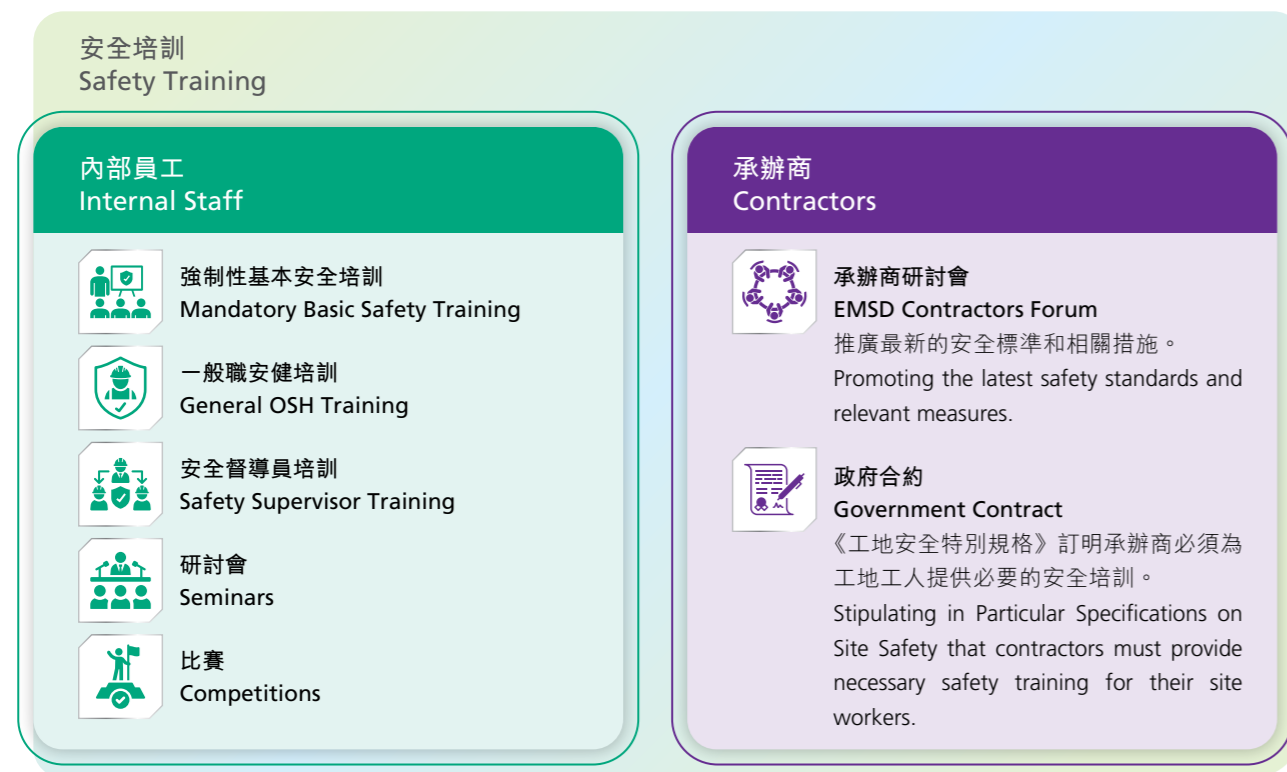 安全培訓
Safety Training
內部員工
Internal Staff
強制性基本安全培訓
Mandatory Basic Safety Training
一般職安健培訓
General OSH Training
安全督導員培訓
Safety Supervisor Training
研討會
Seminars
比賽
Competitions
承辦商
Contractors
承辦商研討會
EMSD Contractors Forum
推廣最新的安全標準和相關措施。
Promoting the latest safety standards and
relevant measures.
政府合約
Government Contract
《工地安全特別規格》訂明承辦商必須為
工地工人提供必要的安全培訓。
Stipulating in Particular Specifications on
Site Safety that contractors must provide
necessary safety training for their site
workers.